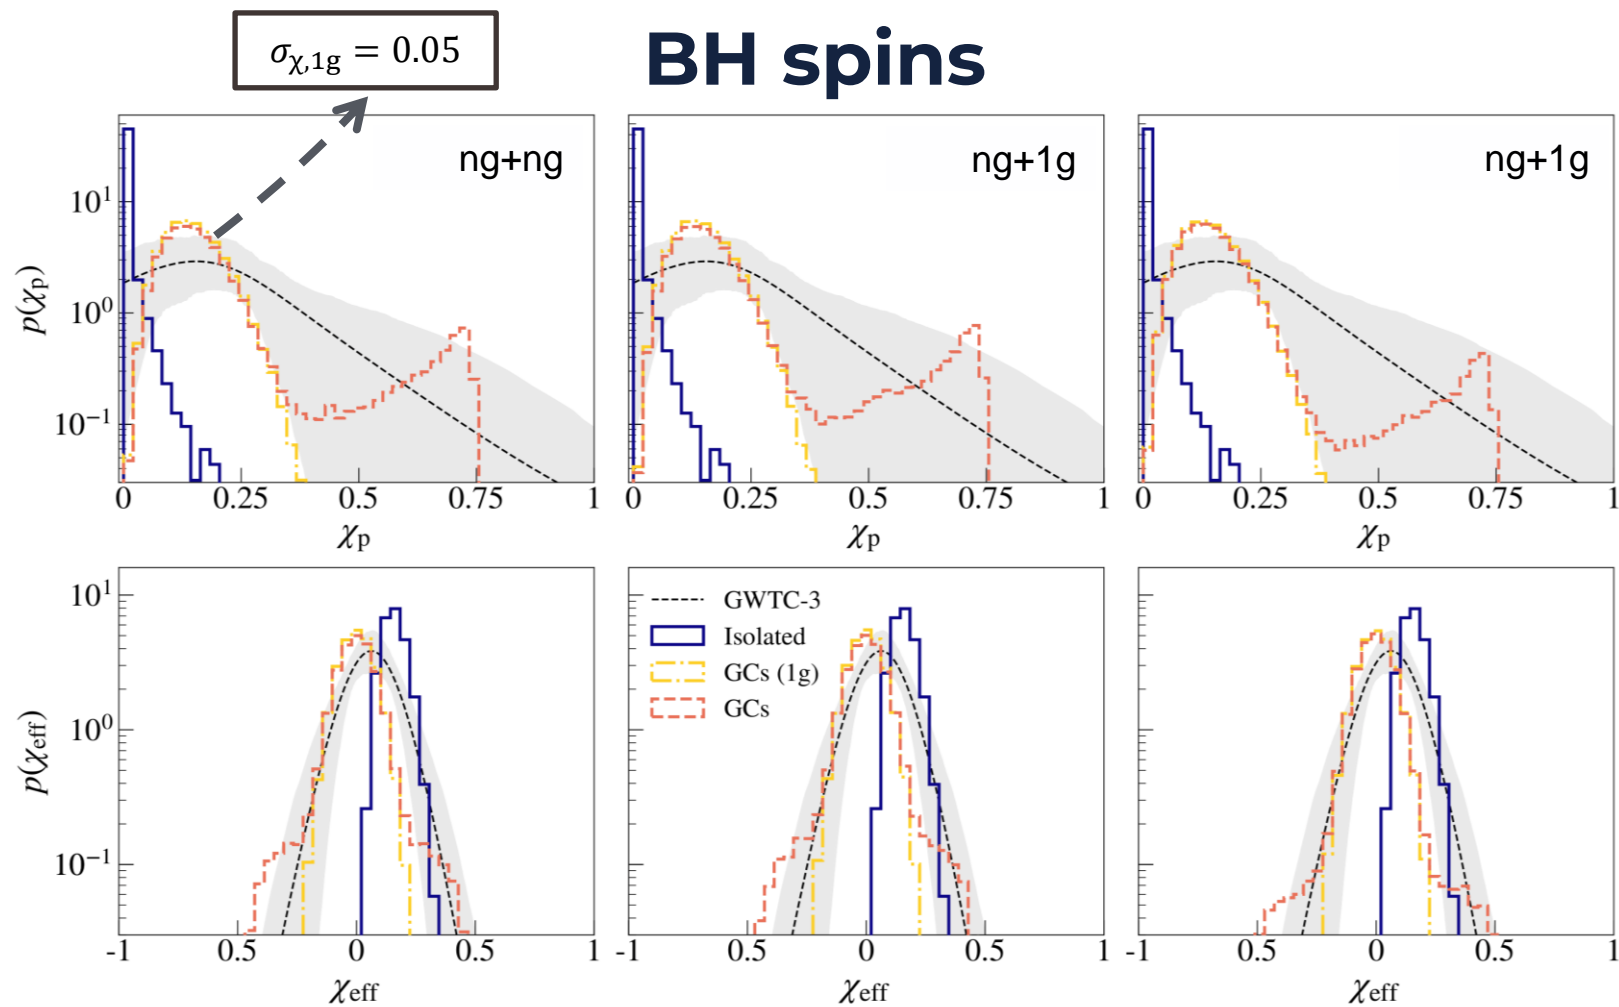 σχ,1g = 0.05
BH spins
ng+ng
ng+1g
ng+1g
10¹
10⁰
10⁻¹
p(χp)
0 0.25 0.5 0.75 1
0 0.25 0.5 0.75 1
0 0.25 0.5 0.75 1
χp
χp
χp
GWTC-3
Isolated
GCs (1g)
GCs
10¹
10⁰
10⁻¹
p(χeff)
-1 0.5 0 0.5 1
-1 0.5 0 0.5 1
-1 0.5 0 0.5 1
χeff
χeff
χeff